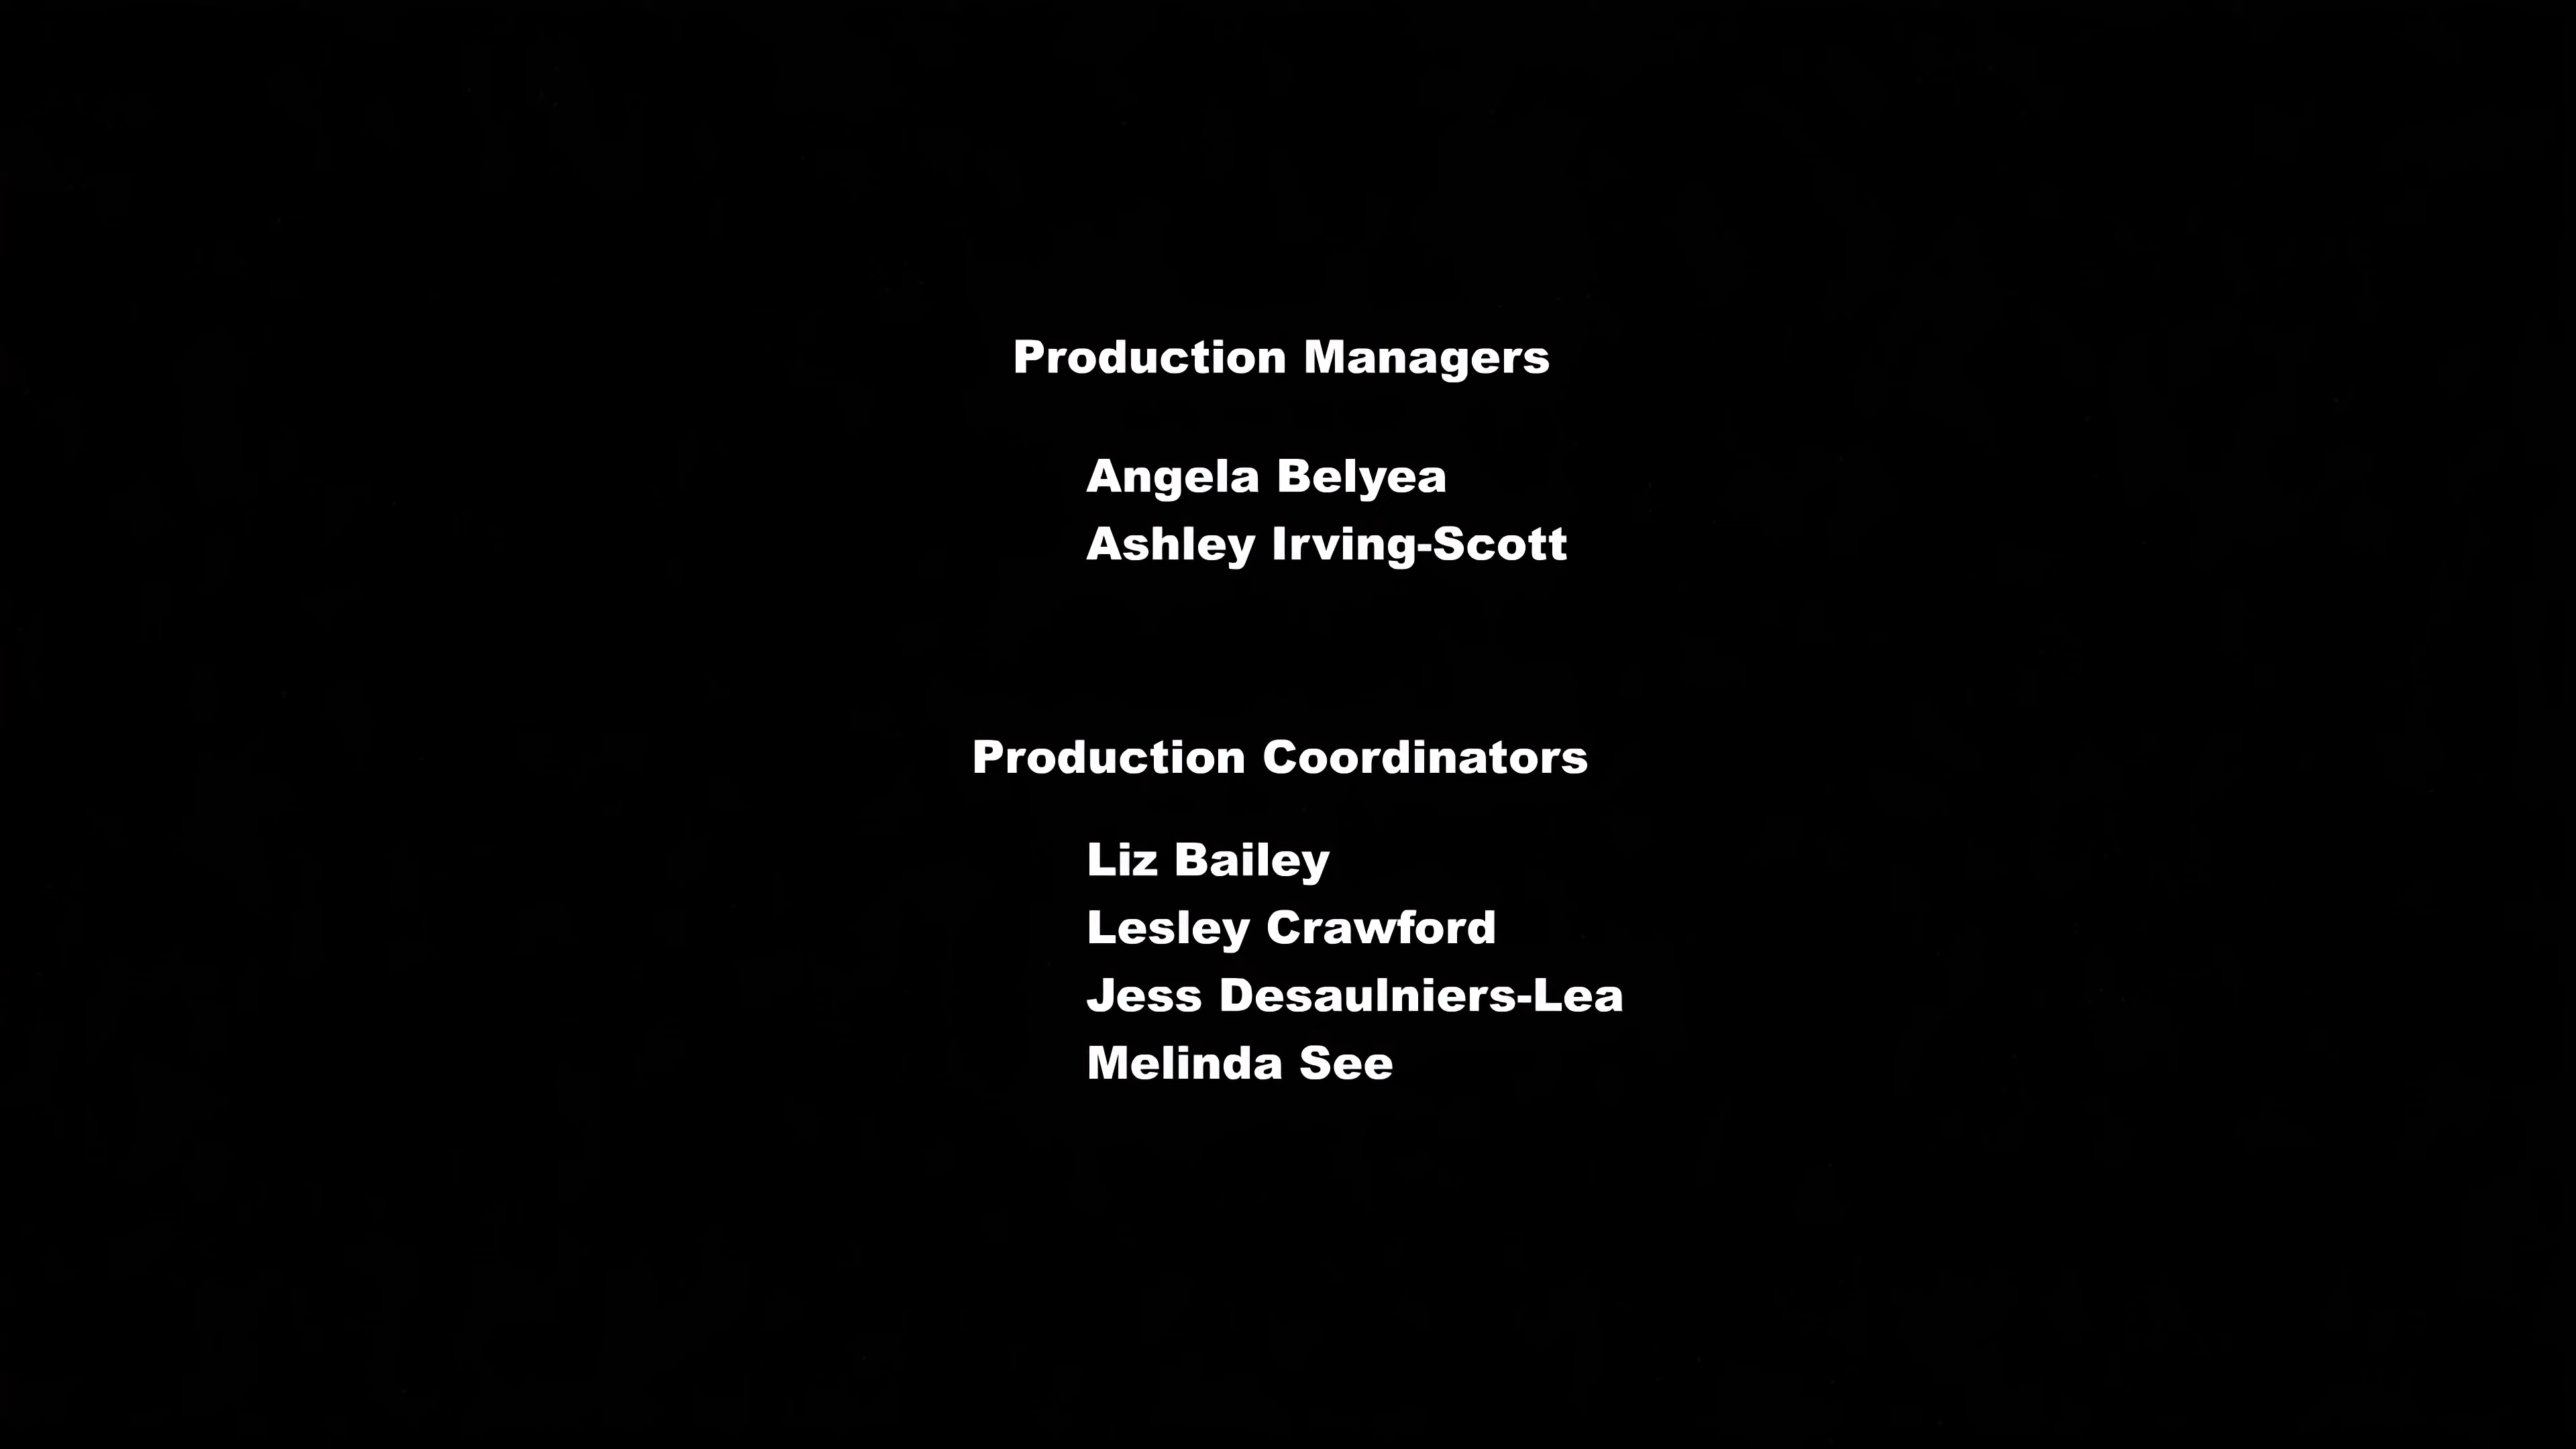 Production Managers
Angela Belyea
Ashley Irving-Scott
Production Coordinators
Liz Bailey
Lesley Crawford
Jess Desaulniers-Lea
Melinda See